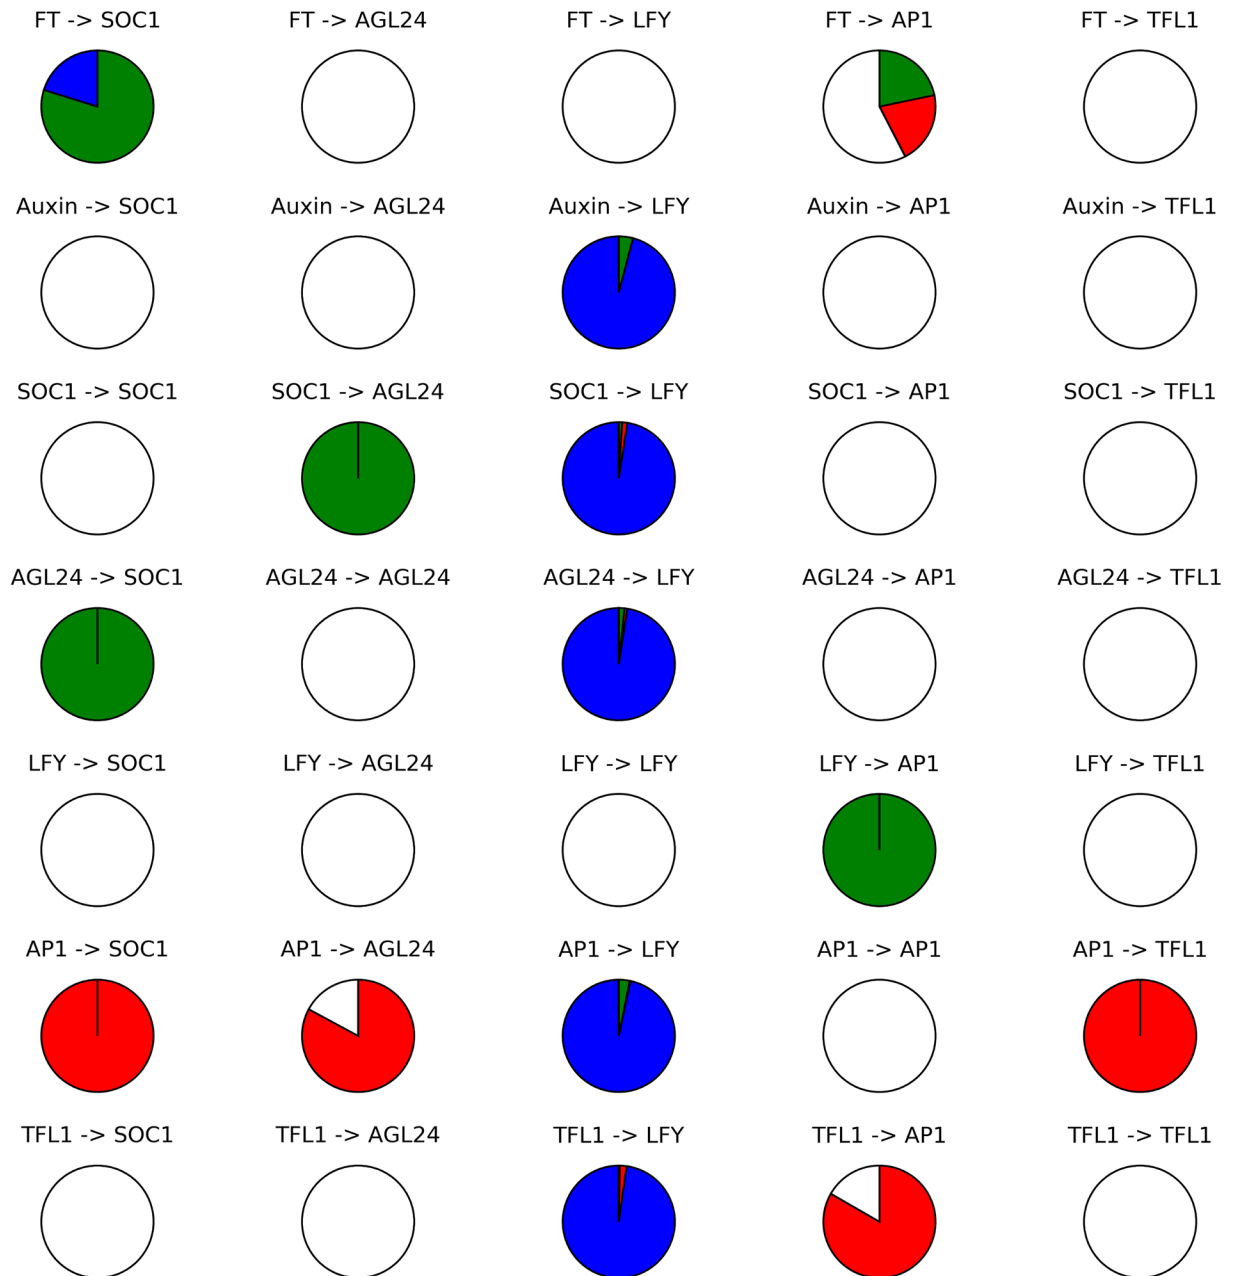 FT -> SOC1
FT -> AGL24
FT -> LFY
FT -> AP1
FT -> TFL1
Auxin -> SOC1
Auxin -> AGL24
Auxin -> LFY
Auxin -> AP1
Auxin -> TFL1
SOC1 -> SOC1
SOC1 -> AGL24
SOC1 -> LFY
SOC1 -> AP1
SOC1 -> TFL1
AGL24 -> SOC1
AGL24 -> AGL24
AGL24 -> LFY
AGL24 -> AP1
AGL24 -> TFL1
LFY -> SOC1
LFY -> AGL24
LFY -> LFY
LFY -> AP1
LFY -> TFL1
AP1 -> SOC1
AP1 -> AGL24
AP1 -> LFY
AP1 -> AP1
AP1 -> TFL1
TFL1 -> SOC1
TFL1 -> AGL24
TFL1 -> LFY
TFL1 -> AP1
TFL1 -> TFL1